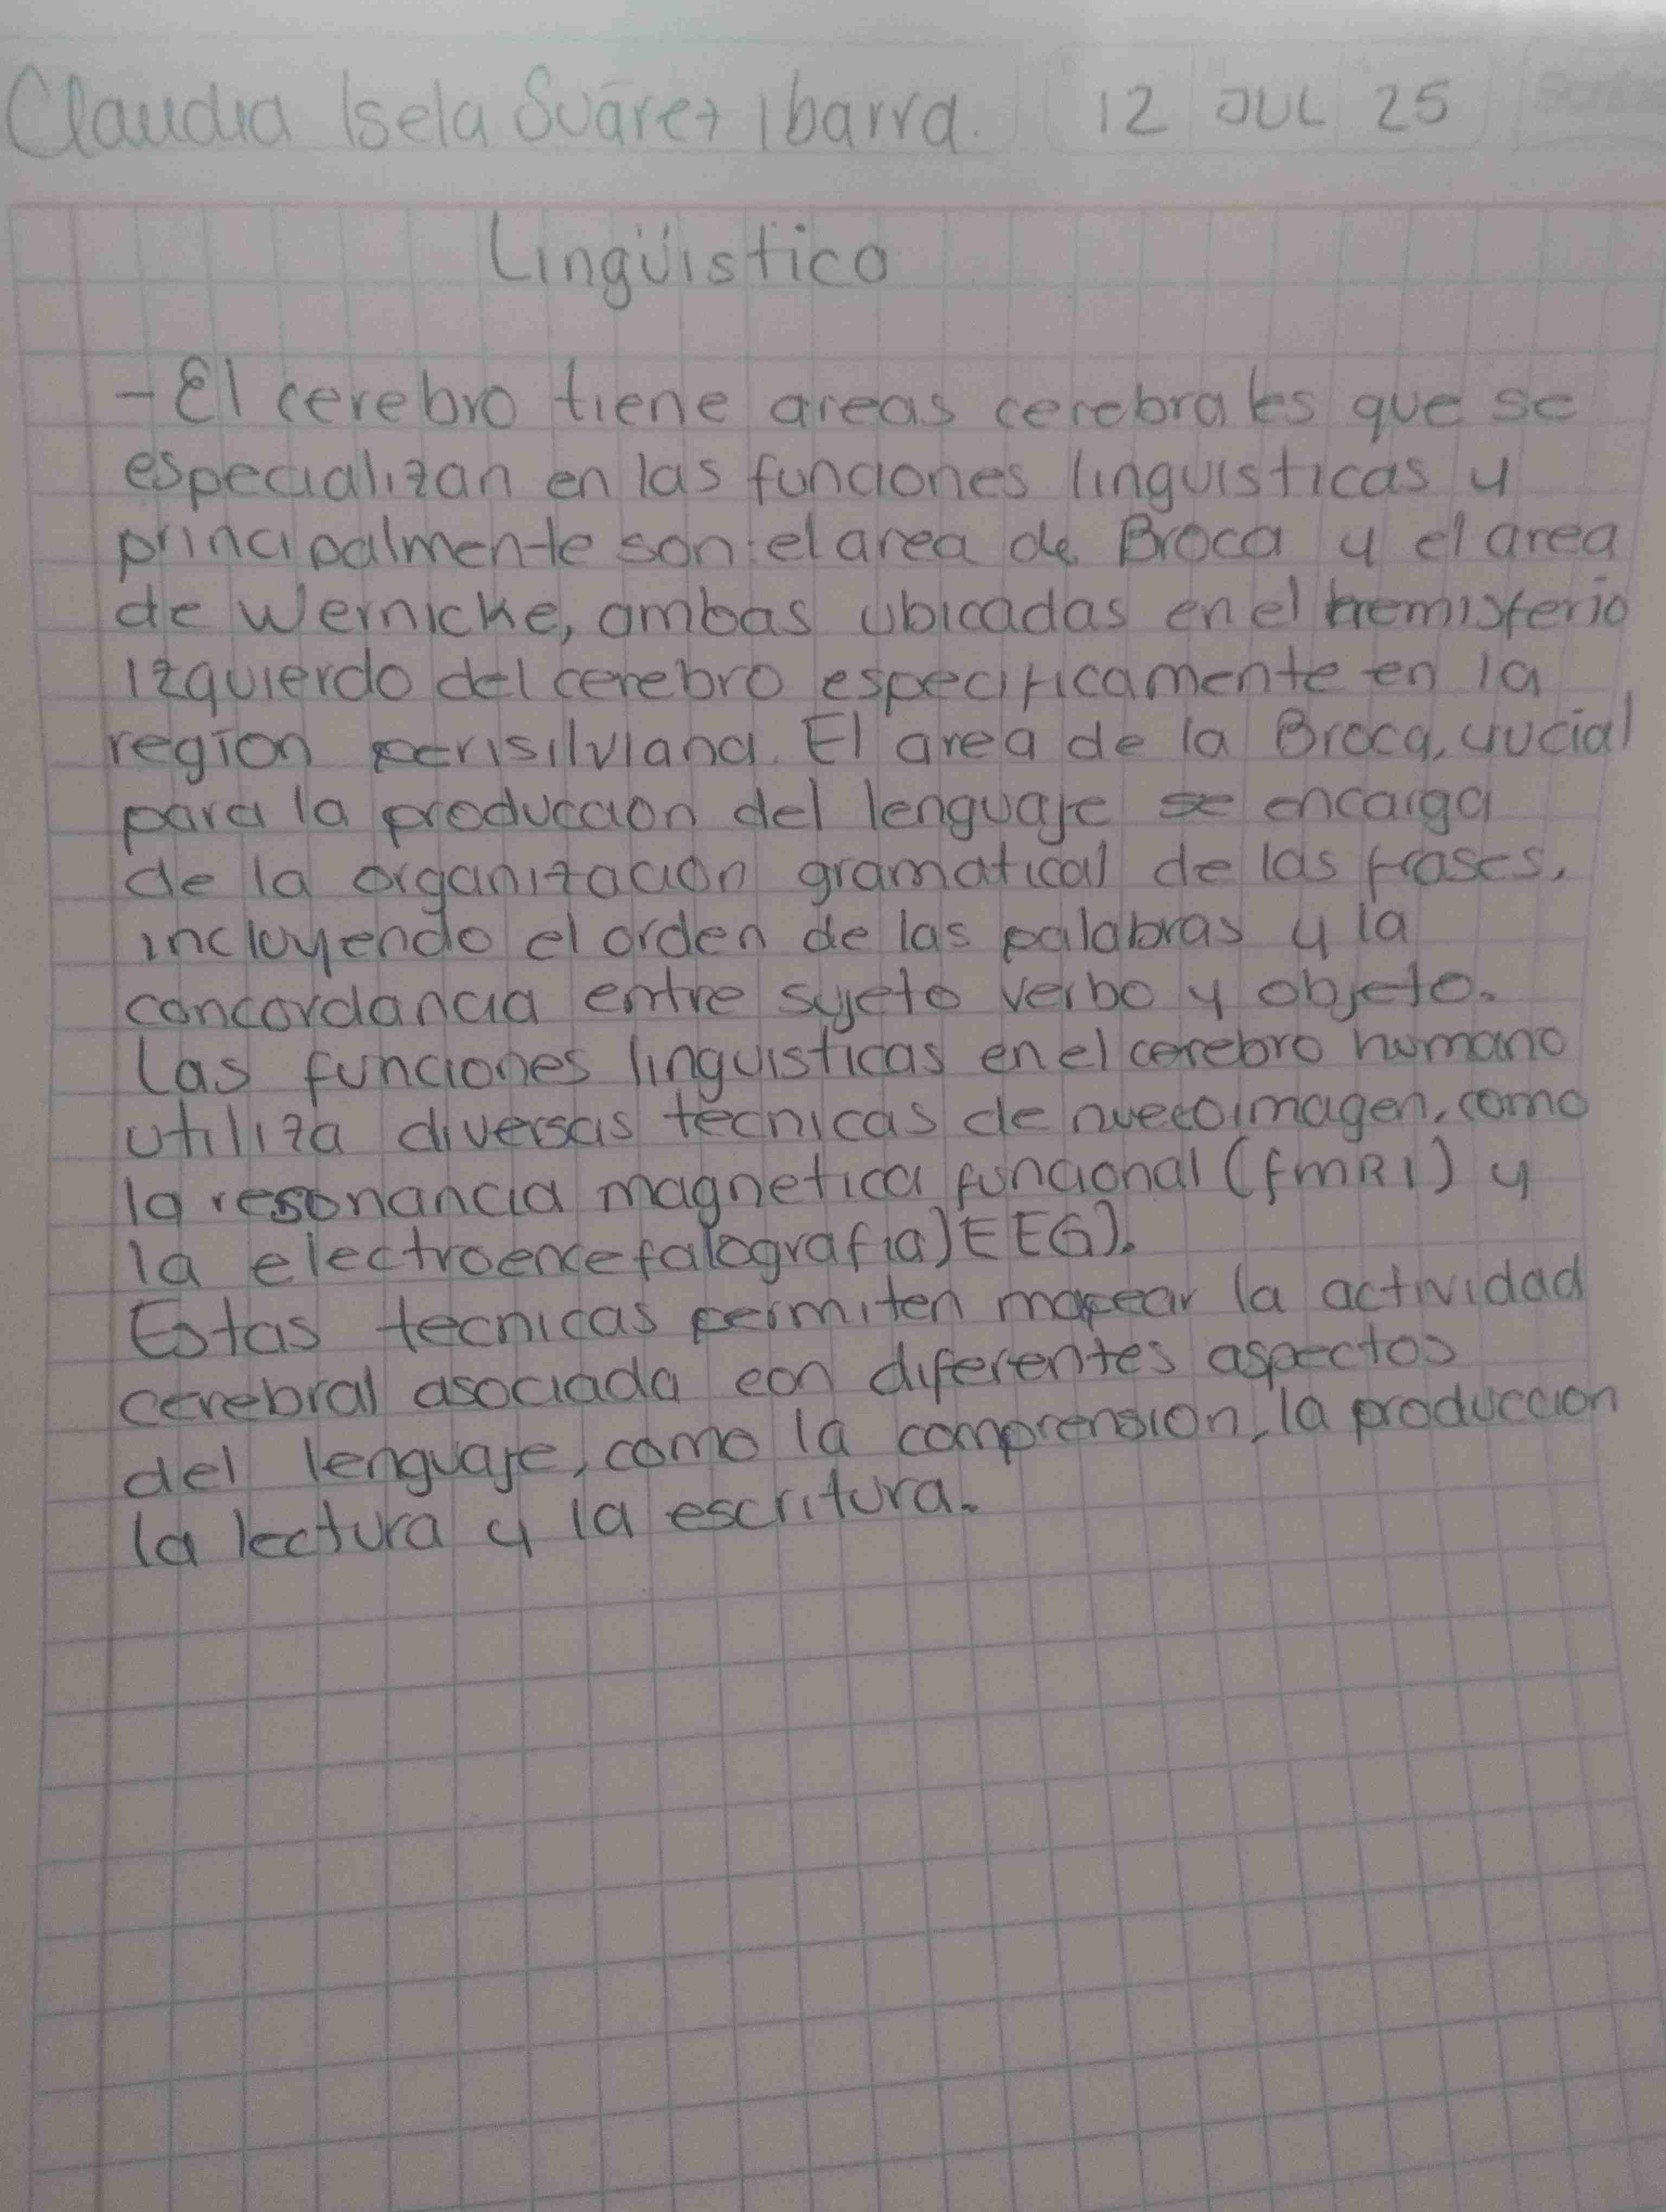 Claudia Isela Suárez Ibarra.
12 JUL 25
Lingüistico
- El cerebro tiene areas cerebrales que se
especializan en las funciones linguisticas y
principalmente son: el area de Broca y el area
de Wernicke, ambas ubicadas en el hemisferio
izquierdo del cerebro especificamente en la
región perisilviana. El area de la Broca, crucial
para la produccion del lenguaje se encarga
de la organización gramatical de las frases,
incluyendo el orden de las palabras y la
concordancia entre sujeto verbo y objeto.
Las funciones linguisticas en el cerebro humano
utiliza diversas tecnicas de nueroimagen, como
la resonancia magnetica funcional (fMRI) y
la electroencefalografia)EEG).
Estas tecnicas permiten mapear la actividad
cerebral asociada con diferentes aspectos
del lenguaje, como la comprension, la produccion
la lectura y la escritura.